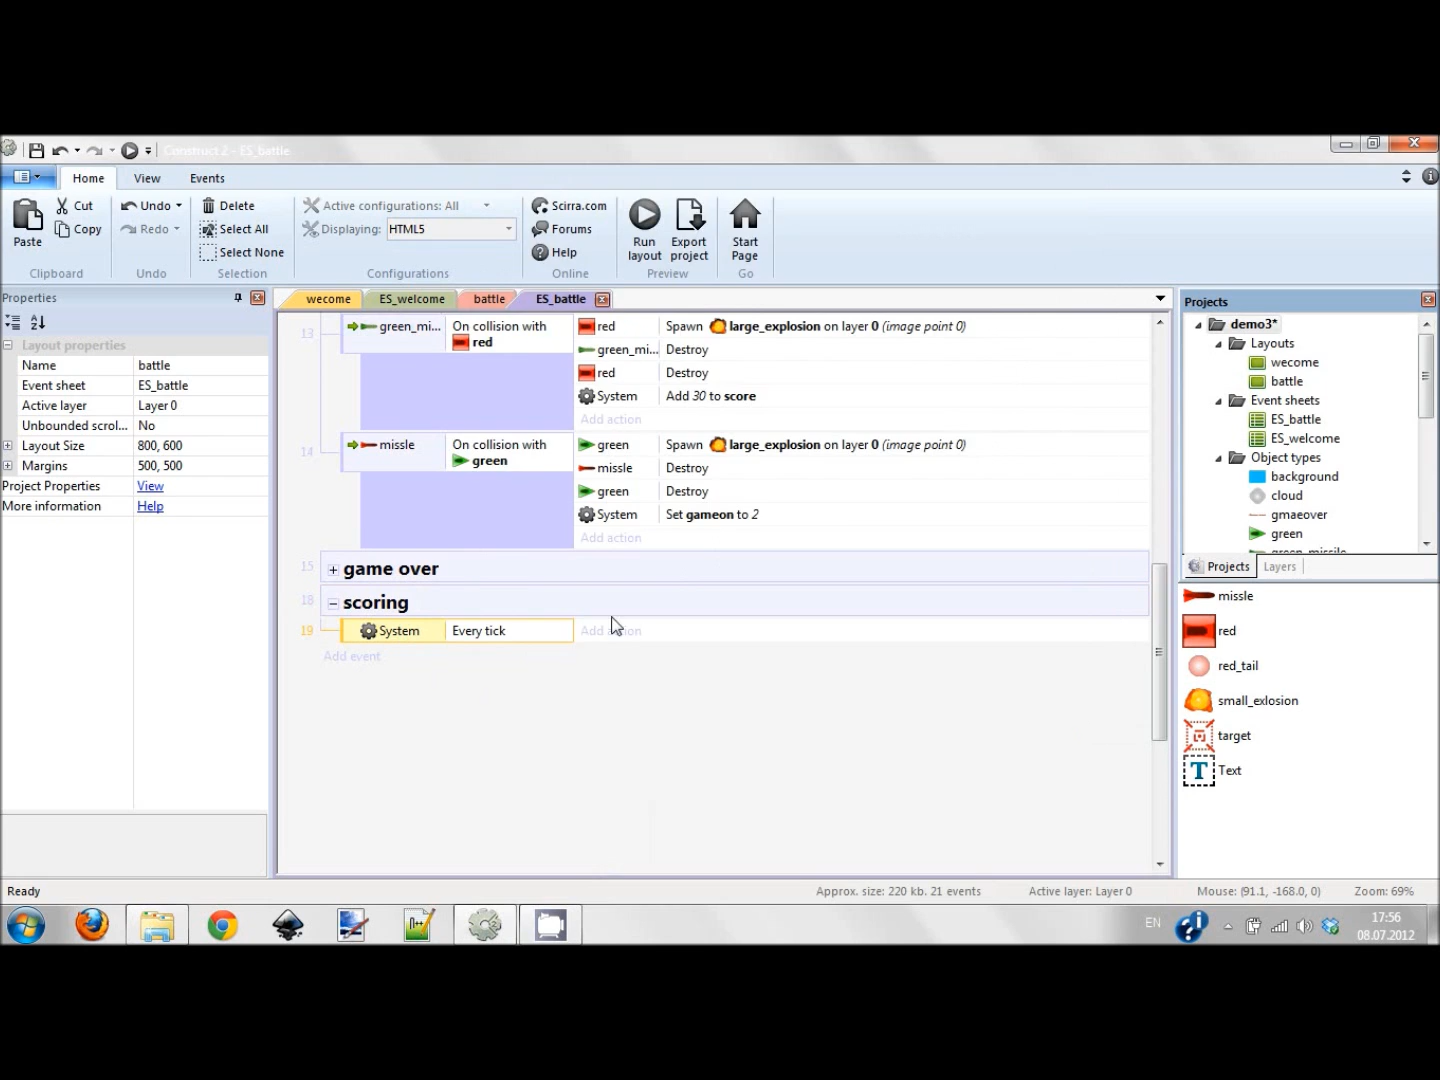 Construct 2 - ES_battle
Home View Events
Paste
Cut
Copy
Clipboard
Undo
Redo
Undo
Delete
Select All
Select None
Selection
Active configurations: All
Displaying: HTML5
Configurations
Scirra.com
Forums
Help
Online
Run layout
Export project
Preview
Start Page
Go
Properties
Layout properties
Name battle
Event sheet ES_battle
Active layer Layer 0
Unbounded scrol... No
Layout Size 800, 600
Margins 500, 500
Project Properties View
More information Help
wecome ES_welcome battle ES_battle
13 green_mi... On collision with red
red Spawn large_explosion on layer 0 (image point 0)
green_mi... Destroy
red Destroy
System Add 30 to score
Add action
14 missle On collision with green
green Spawn large_explosion on layer 0 (image point 0)
missle Destroy
green Destroy
System Set gameon to 2
Add action
15 game over
18 scoring
19 System Every tick
Add event
Projects
demo3*
Layouts
wecome
battle
Event sheets
ES_battle
ES_welcome
Object types
background
cloud
gmaeover
green
green_missile
Projects Layers
missle
red
red_tail
small_exlosion
target
Text
Ready Approx. size: 220 kb. 21 events Active layer: Layer 0 Mouse: (91.1, -168.0, 0) Zoom: 69%
EN 17:56
08.07.2012